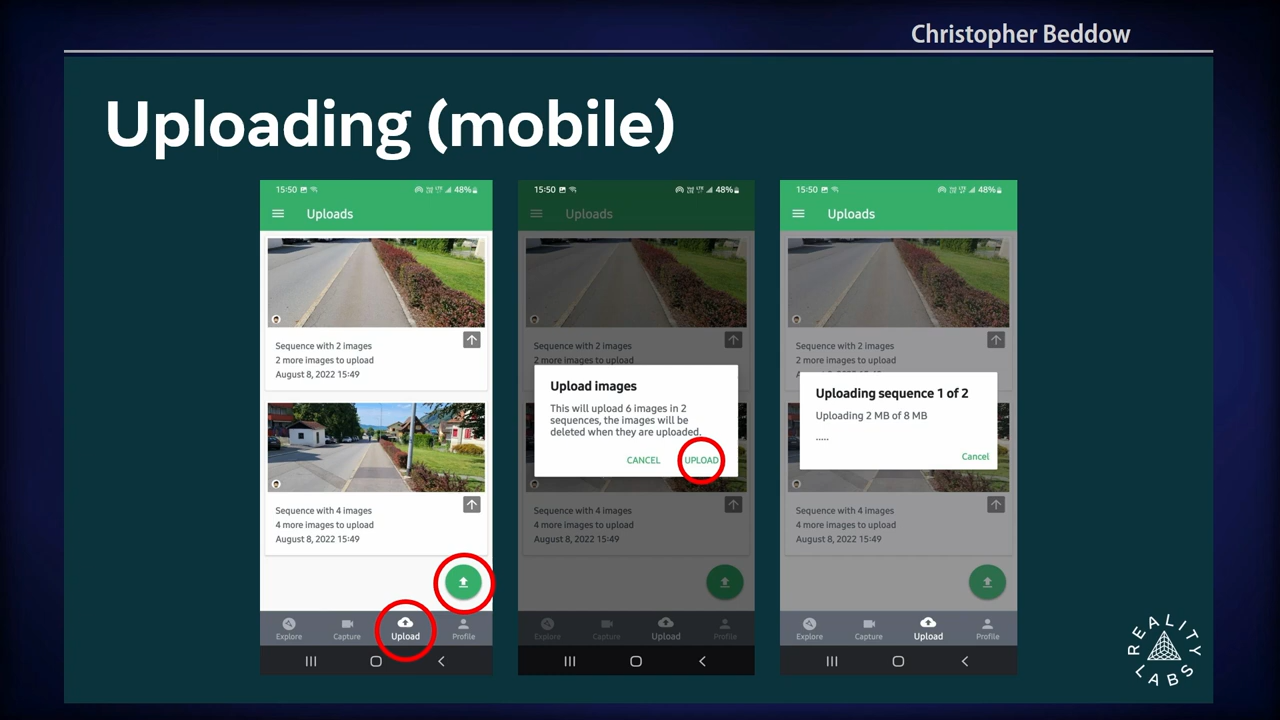 Christopher Beddow
Uploading (mobile)
15:50
48%
Uploads
Sequence with 2 images
2 more images to upload
August 8, 2022 15:49
Sequence with 4 images
4 more images to upload
August 8, 2022 15:49
Explore
Capture
Upload
Profile
15:50
48%
Uploads
Sequence with 2 images
2 more images to upload
Upload images
This will upload 6 images in 2
sequences, the images will be
deleted when they are uploaded.
CANCEL
UPLOAD
Sequence with 4 images
4 more images to upload
August 8, 2022 15:49
Explore
Capture
Upload
Profile
15:50
48%
Uploads
Sequence with 2 images
2 more images to upload
Uploading sequence 1 of 2
Uploading 2 MB of 8 MB
.....
Cancel
Sequence with 4 images
4 more images to upload
August 8, 2022 15:49
Explore
Capture
Upload
Profile
REALITY
LABS